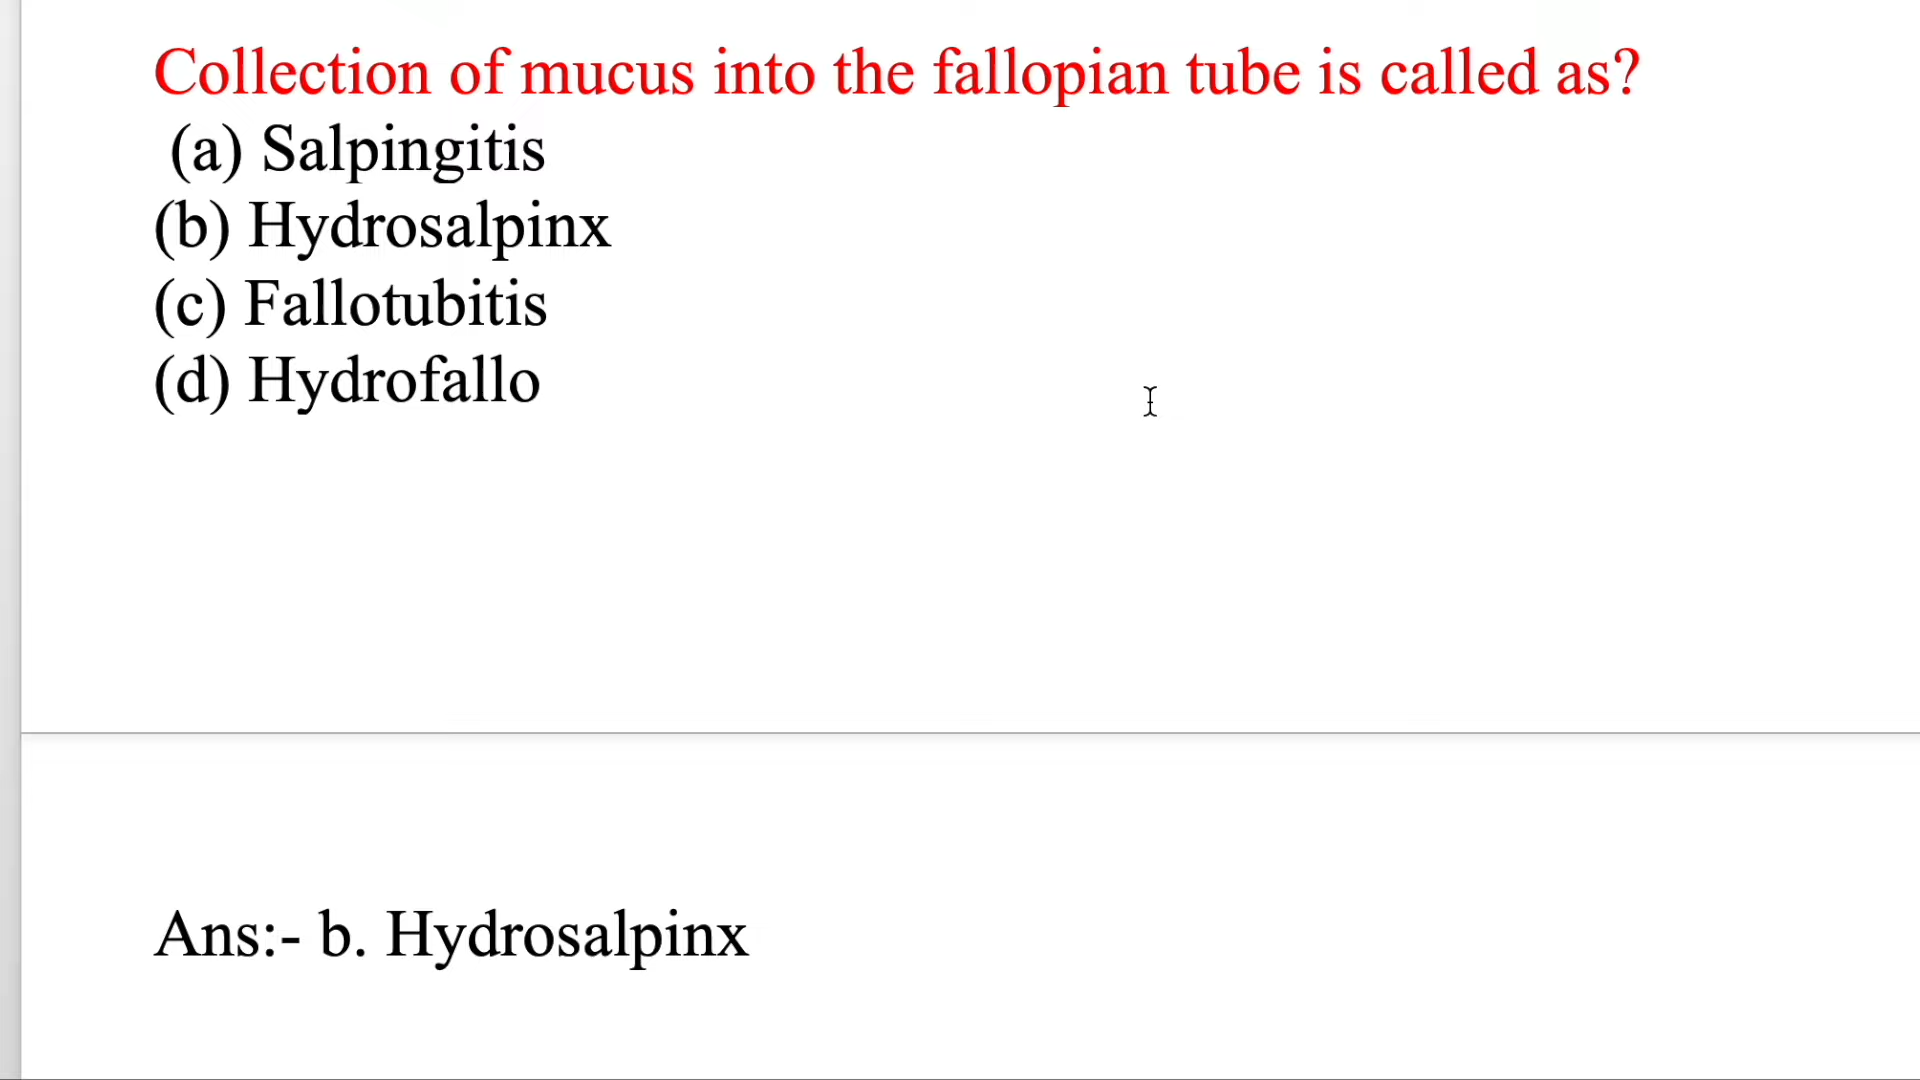 Collection of mucus into the fallopian tube is called as?
(a) Salpingitis
(b) Hydrosalpinx
(c) Fallotubitis
(d) Hydrofallo
Ans:- b. Hydrosalpinx